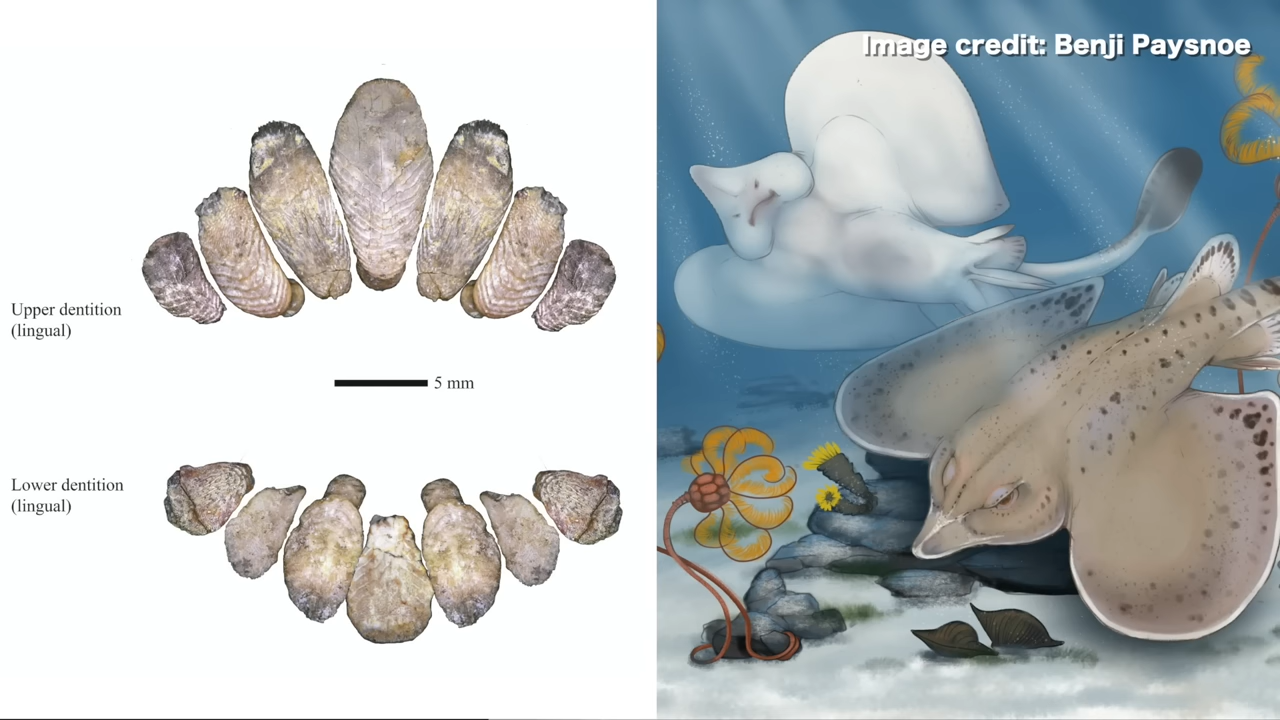 Image credit: Benji Paysnoe
Upper dentition
(lingual)
5 mm
Lower dentition
(lingual)